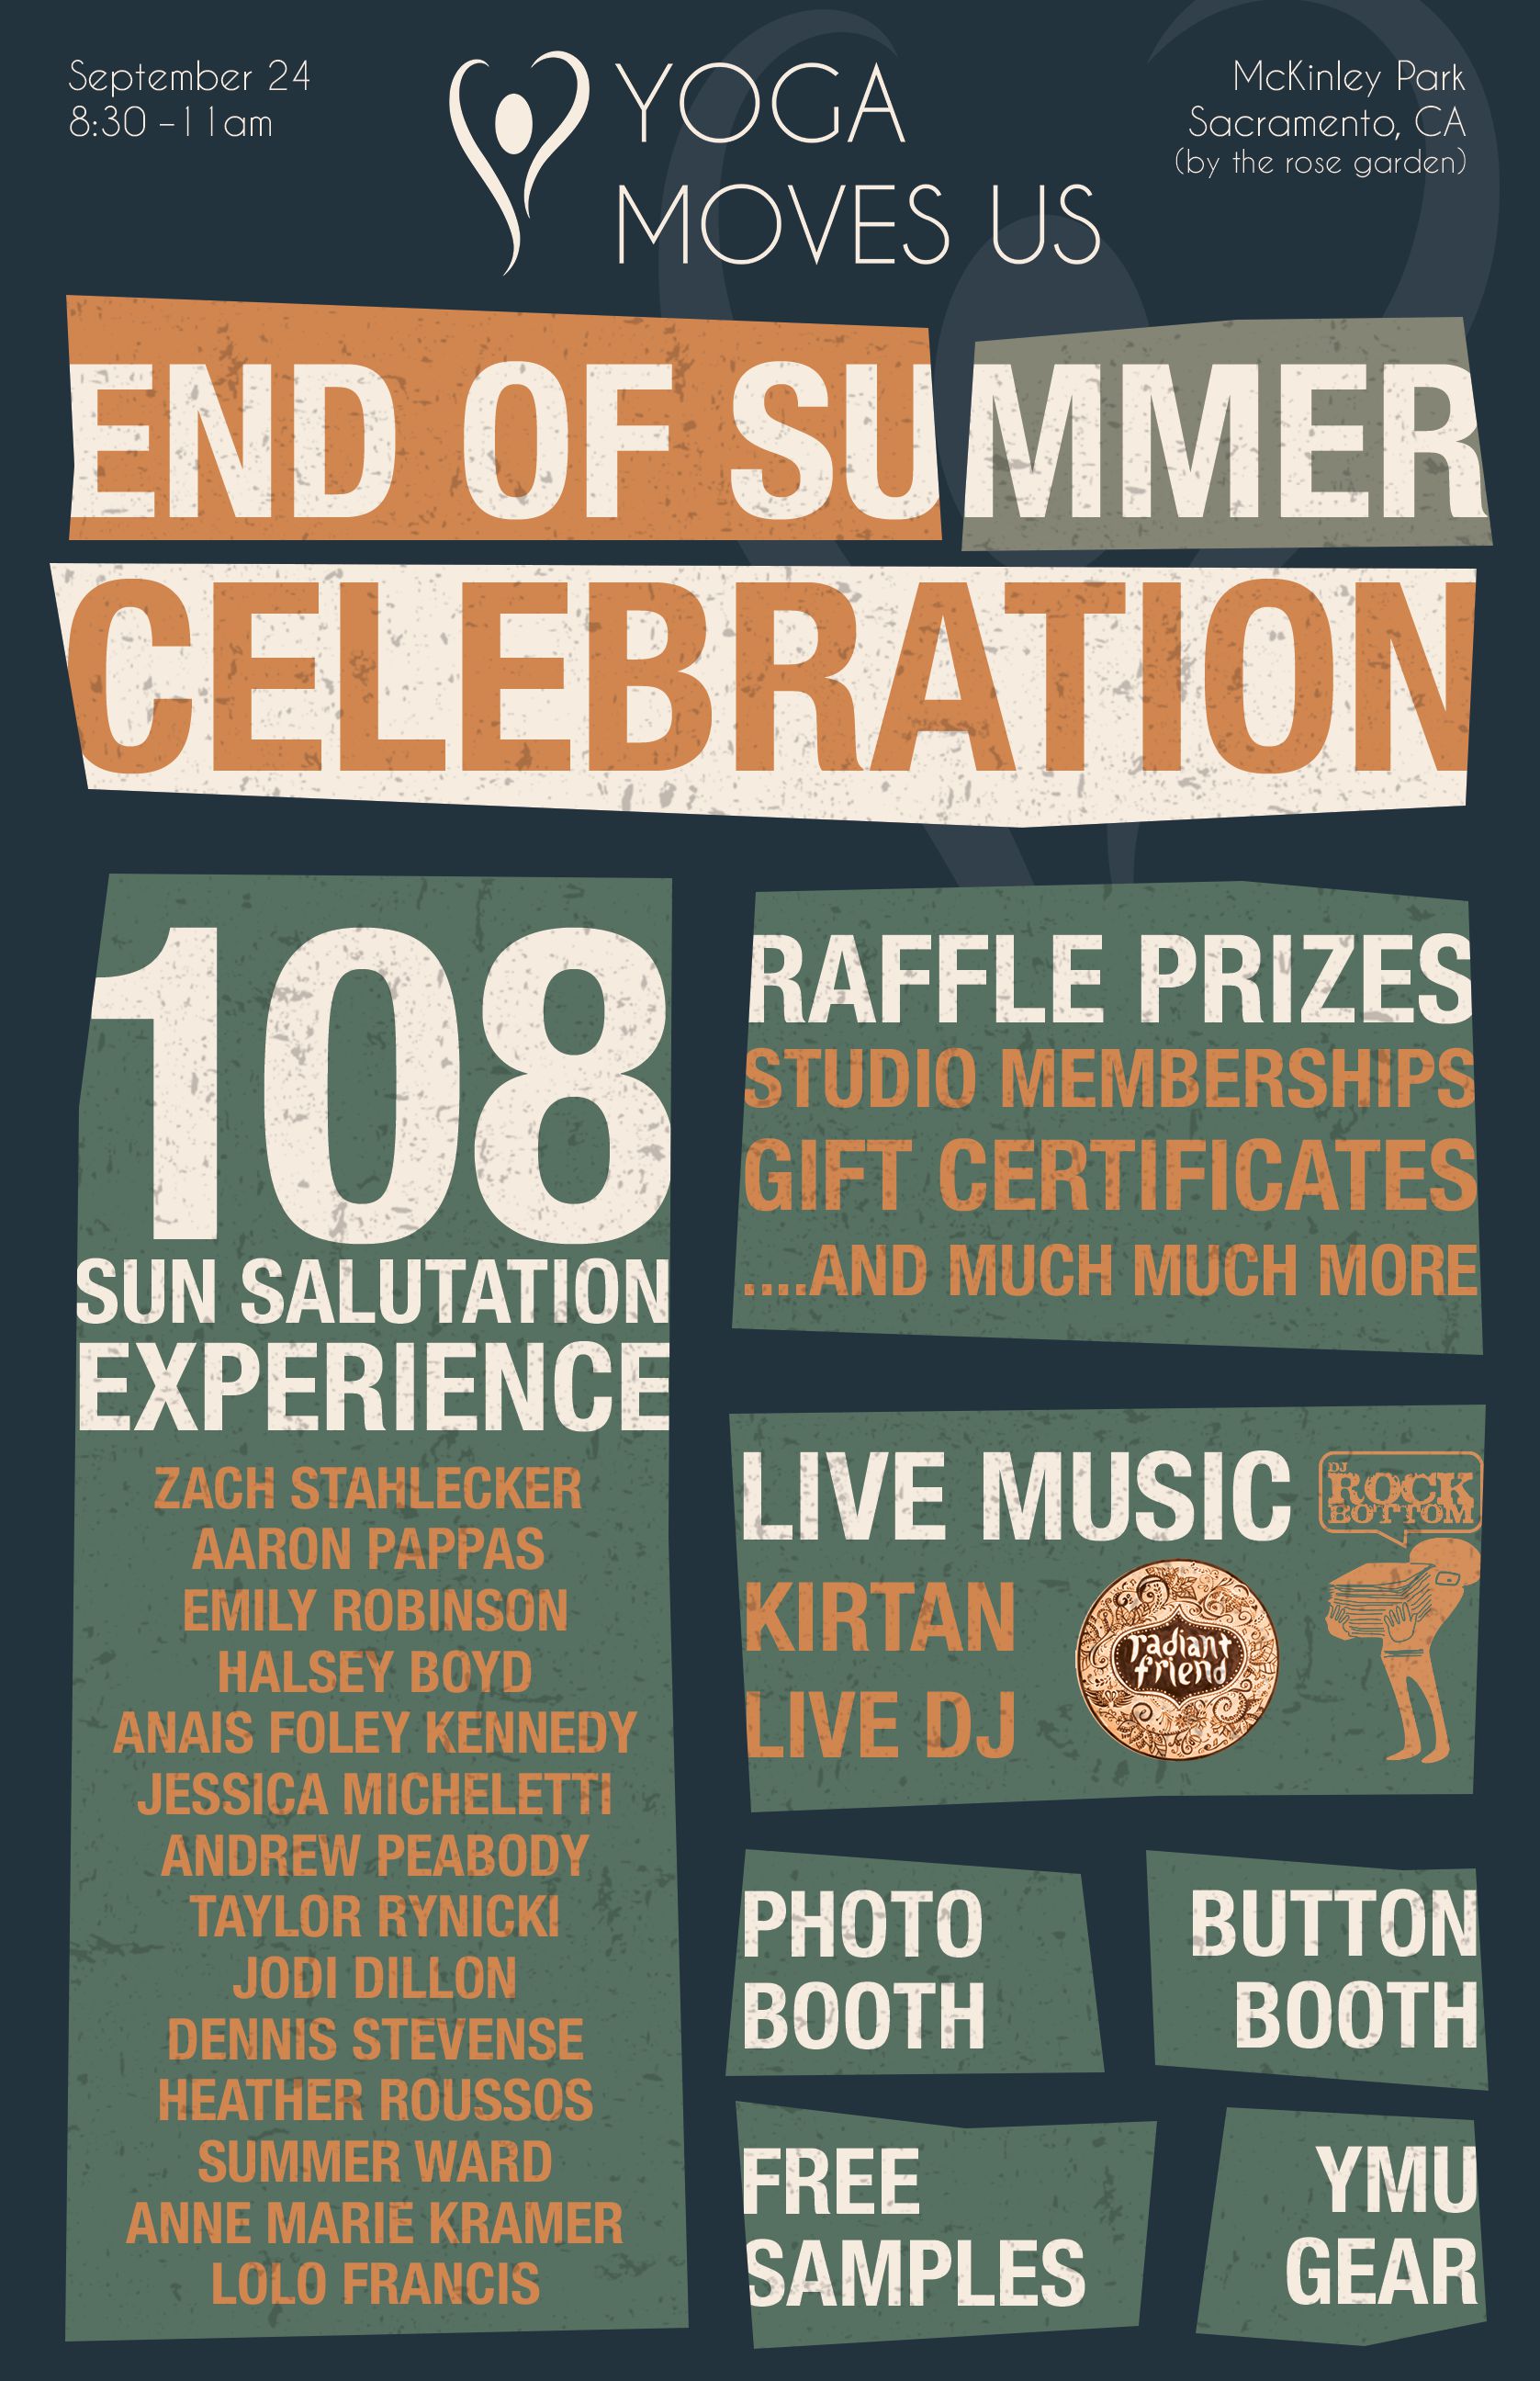 September 24
8:30 -11am
YOGA
MOVES US
McKinley Park
Sacramento, CA
(by the rose garden)
END OF SUMMER
CELEBRATION
108
SUN SALUTATION
EXPERIENCE
ZACH STAHLECKER
AARON PAPPAS
EMILY ROBINSON
HALSEY BOYD
ANAIS FOLEY KENNEDY
JESSICA MICHELETTI
ANDREW PEABODY
TAYLOR RYNICKI
JODI DILLON
DENNIS STEVENSE
HEATHER ROUSSOS
SUMMER WARD
ANNE MARIE KRAMER
LOLO FRANCIS
RAFFLE PRIZES
STUDIO MEMBERSHIPS
GIFT CERTIFICATES
....AND MUCH MUCH MORE
LIVE MUSIC
KIRTAN
LIVE DJ
radiant
friend
DJ
ROCK
BOTTOM
PHOTO
BOOTH
BUTTON
BOOTH
FREE
SAMPLES
YMU
GEAR